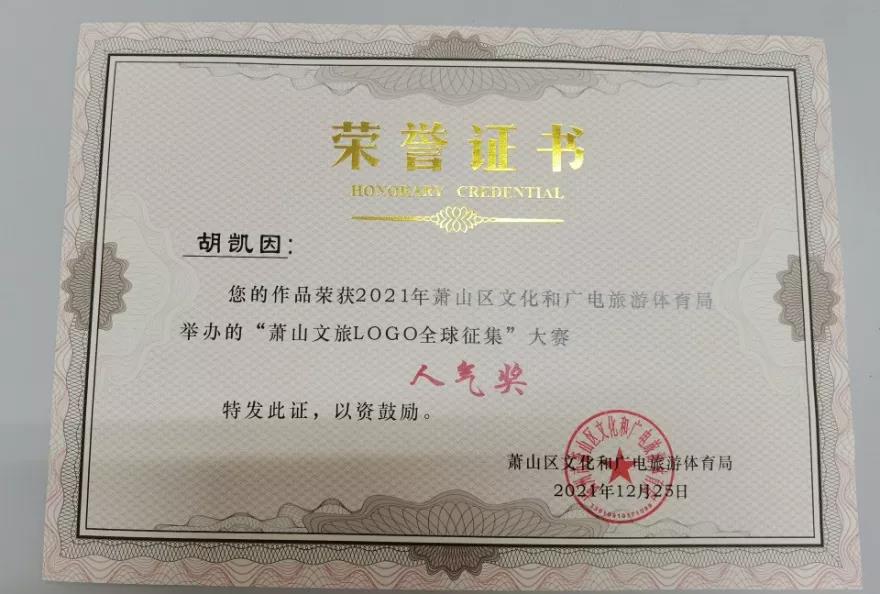 荣誉证书
HONORARY CREDENTIAL
胡凯因：
您的作品荣获2021年萧山区文化和广电旅游体育局
举办的“萧山文旅LOGO全球征集”大赛
人气奖
特发此证，以资鼓励。
萧山区文化和广电旅游体育局
2021年12月25日